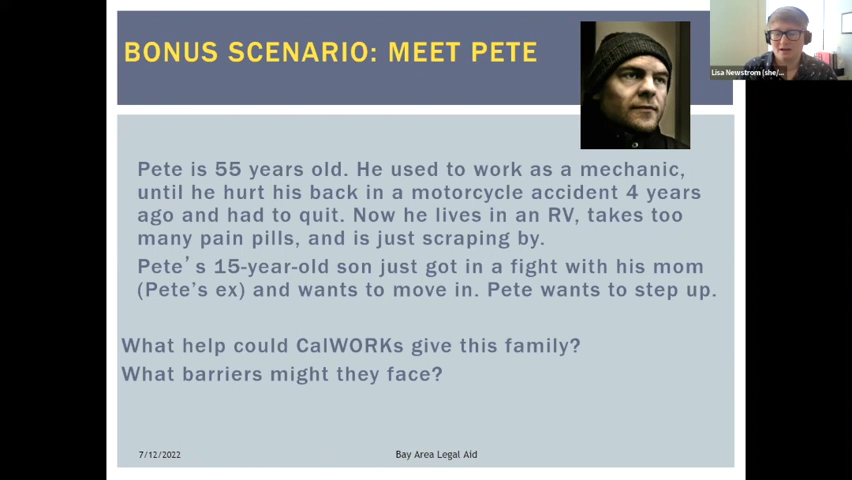 BONUS SCENARIO: MEET PETE
Lisa Newstrom (she/...
Pete is 55 years old. He used to work as a mechanic,
until he hurt his back in a motorcycle accident 4 years
ago and had to quit. Now he lives in an RV, takes too
many pain pills, and is just scraping by.
Pete’s 15-year-old son just got in a fight with his mom
(Pete’s ex) and wants to move in. Pete wants to step up.
What help could CalWORKs give this family?
What barriers might they face?
7/12/2022
Bay Area Legal Aid